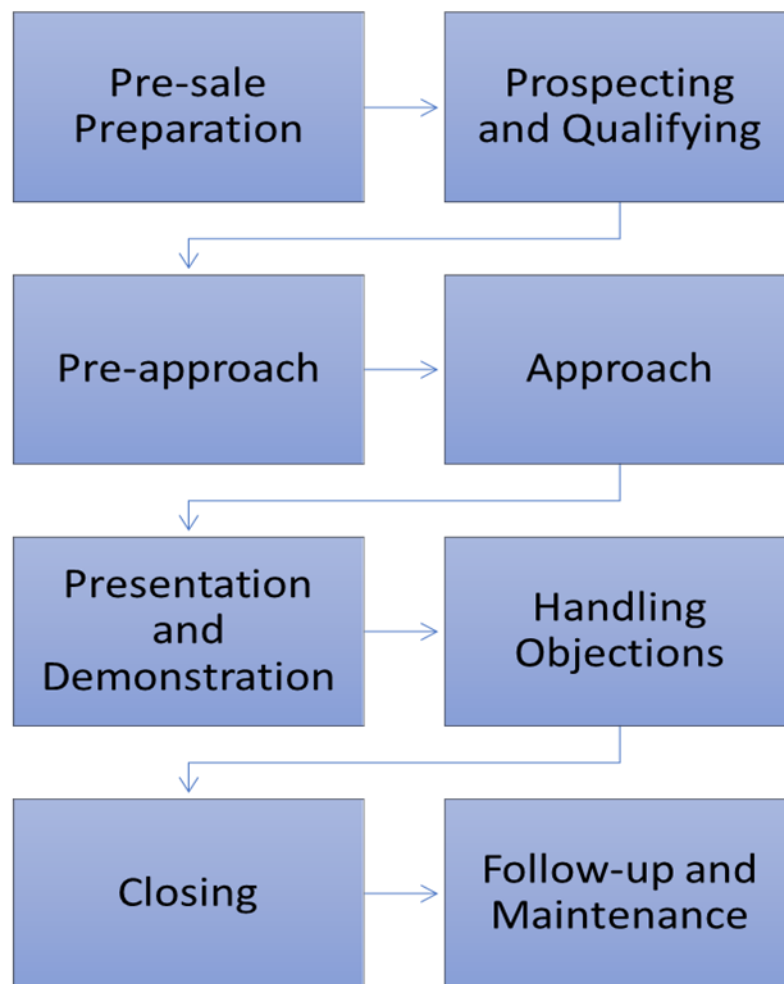 Pre-sale
Preparation
Prospecting
and Qualifying
Pre-approach
Approach
Presentation
and
Demonstration
Handling
Objections
Closing
Follow-up and
Maintenance